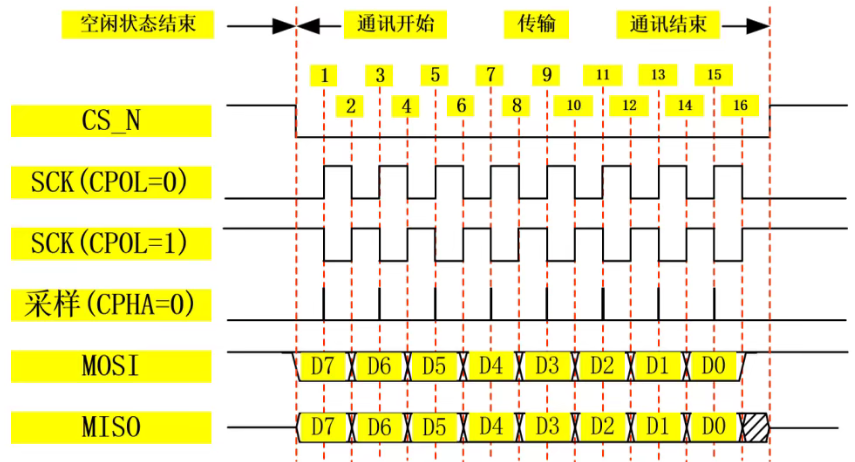 空闲状态结束 通讯开始 传输 通讯结束
1 3 5 7 9 11 13 15
2 4 6 8 10 12 14 16
CS_N
SCK(CPOL=0)
SCK(CPOL=1)
采样(CPHA=0)
MOSI D7 D6 D5 D4 D3 D2 D1 D0
MISO D7 D6 D5 D4 D3 D2 D1 D0